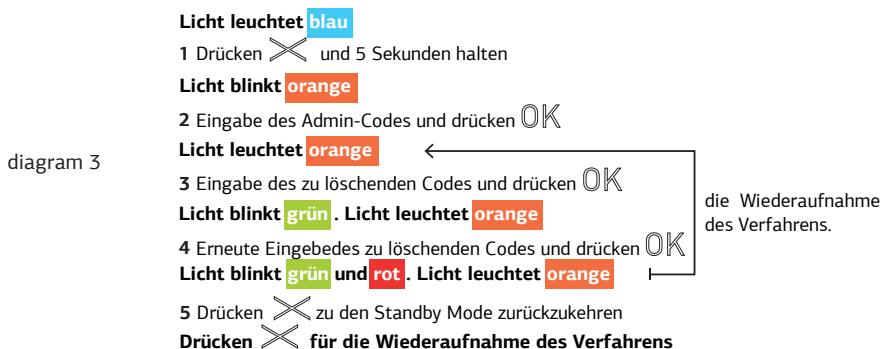 Licht leuchtet blau
1 Drücken und 5 Sekunden halten
Licht blinkt orange
2 Eingabe des Admin-Codes und drücken OK
diagram 3
Licht leuchtet orange
3 Eingabe des zu löschenden Codes und drücken OK
Licht blinkt grün . Licht leuchtet orange
die Wiederaufnahme
des Verfahrens.
4 Erneute Eingebedes zu löschenden Codes und drücken OK
Licht blinkt grün und rot . Licht leuchtet orange
5 Drücken zu den Standby Mode zurückzukehren
Drücken für die Wiederaufnahme des Verfahrens